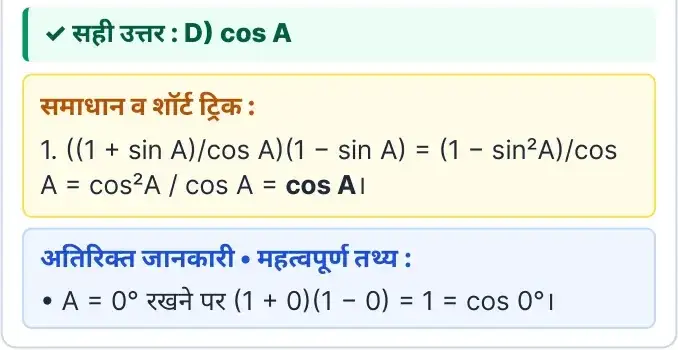 ✓ सही उत्तर : D) cos A
समाधान व शॉर्ट ट्रिक :
1. ((1 + sin A)/cos A)(1 − sin A) = (1 − sin²A)/cos
A = cos²A / cos A = cos A।
अतिरिक्त जानकारी • महत्वपूर्ण तथ्य :
• A = 0° रखने पर (1 + 0)(1 − 0) = 1 = cos 0°।